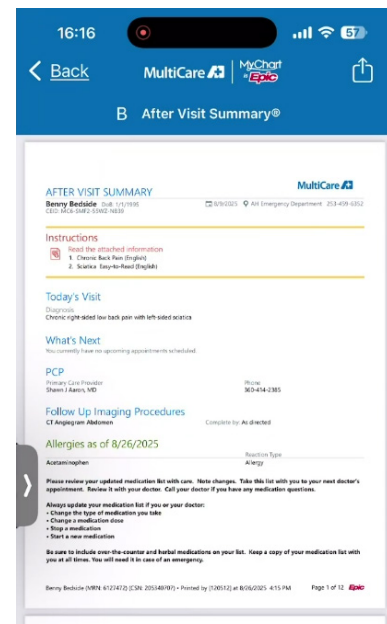 16:16
57
Back
MultiCare
MyChart
by Epic
B After Visit Summary®
MultiCare
AFTER VISIT SUMMARY
Benny Bedside DoB: 1/1/1995
8/9/2025 AH Emergency Department 253-459-6352
Instructions
Read the attached information
1. Chronic Back Pain (English)
2. Sciatica Easy-to-Read (English)
Today's Visit
Diagnosis
Chronic right-sided low back pain with left-sided sciatica
What's Next
You currently have no upcoming appointments scheduled.
PCP
Primary Care Provider Phone
Shawn J Aaron, MD 360-414-2385
Follow Up Imaging Procedures
CT Angiogram Abdomen Complete by: As directed
Allergies as of 8/26/2025
Reaction Type
Acetaminophen Allergy
Please review your updated medication list with care. Note changes. Take this list with you to your next doctor's
appointment. Review it with your doctor. Call your doctor if you have any medication questions.
Always update your medication list if you or your doctor:
• Change the type of medication you take
• Change a medication dose
• Stop a medication
• Start a new medication
Be sure to include over-the-counter and herbal medications on your list. Keep a copy of your medication list with
you at all times. You will need it in case of an emergency.
Benny Bedside (MRN: 6127472) (CSN: 205340707) • Printed by [120512] at 8/26/2025 4:15 PM Page 1 of 12 Epic